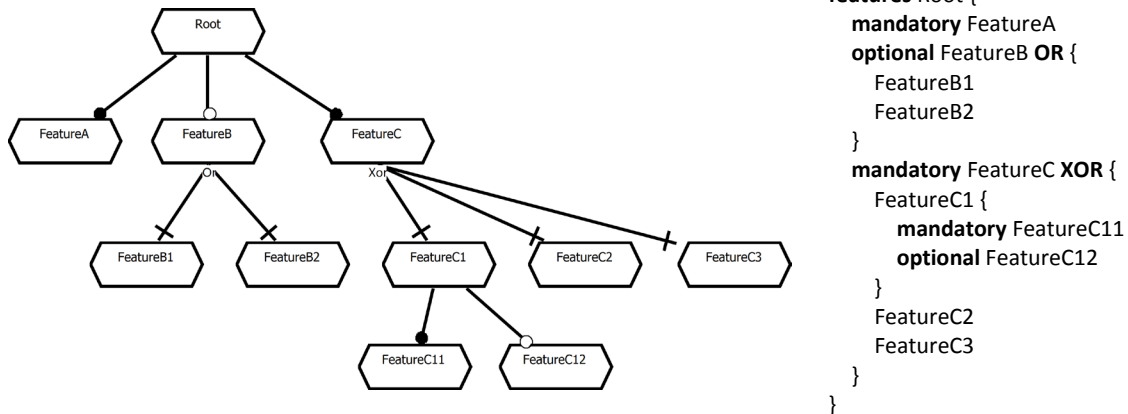 Root
FeatureA
FeatureB
FeatureC
Or
Xor
FeatureB1
FeatureB2
FeatureC1
FeatureC2
FeatureC3
FeatureC11
FeatureC12
features Root {
mandatory FeatureA
optional FeatureB OR {
FeatureB1
FeatureB2
}
mandatory FeatureC XOR {
FeatureC1 {
mandatory FeatureC11
optional FeatureC12
}
FeatureC2
FeatureC3
}
}